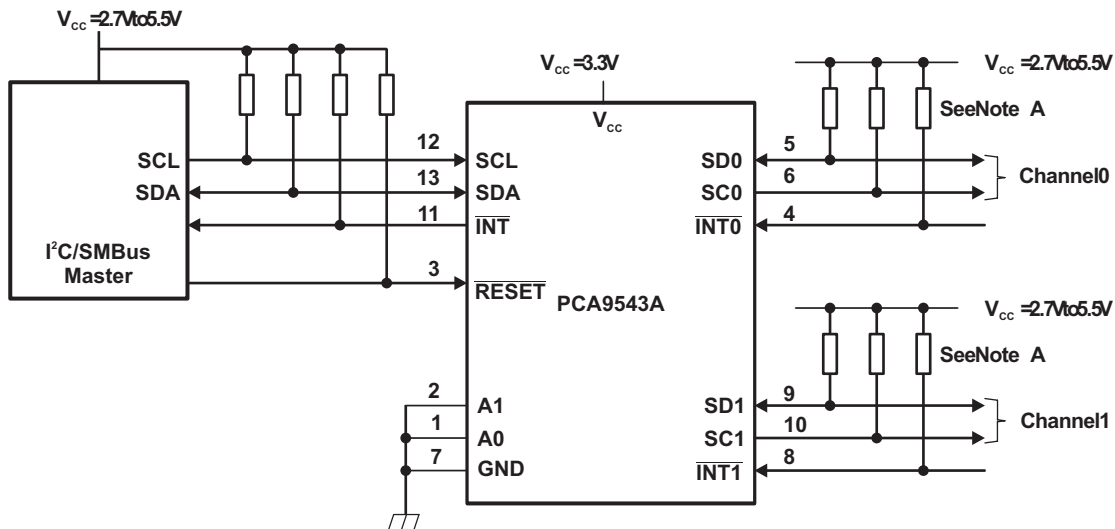 V_CC =2.7Vto5.5V
V_CC =3.3V
V_CC =2.7Vto5.5V
V_CC
SeeNote A
12
5
SCL
SCL
SD0
13
6
Channel0
SDA
SDA
SC0
11
4
INT
INT0
I²C/SMBus
Master
3
RESET
PCA9543A
V_CC =2.7Vto5.5V
SeeNote A
2
9
A1
SD1
1
10
Channel1
A0
SC1
7
8
GND
INT1